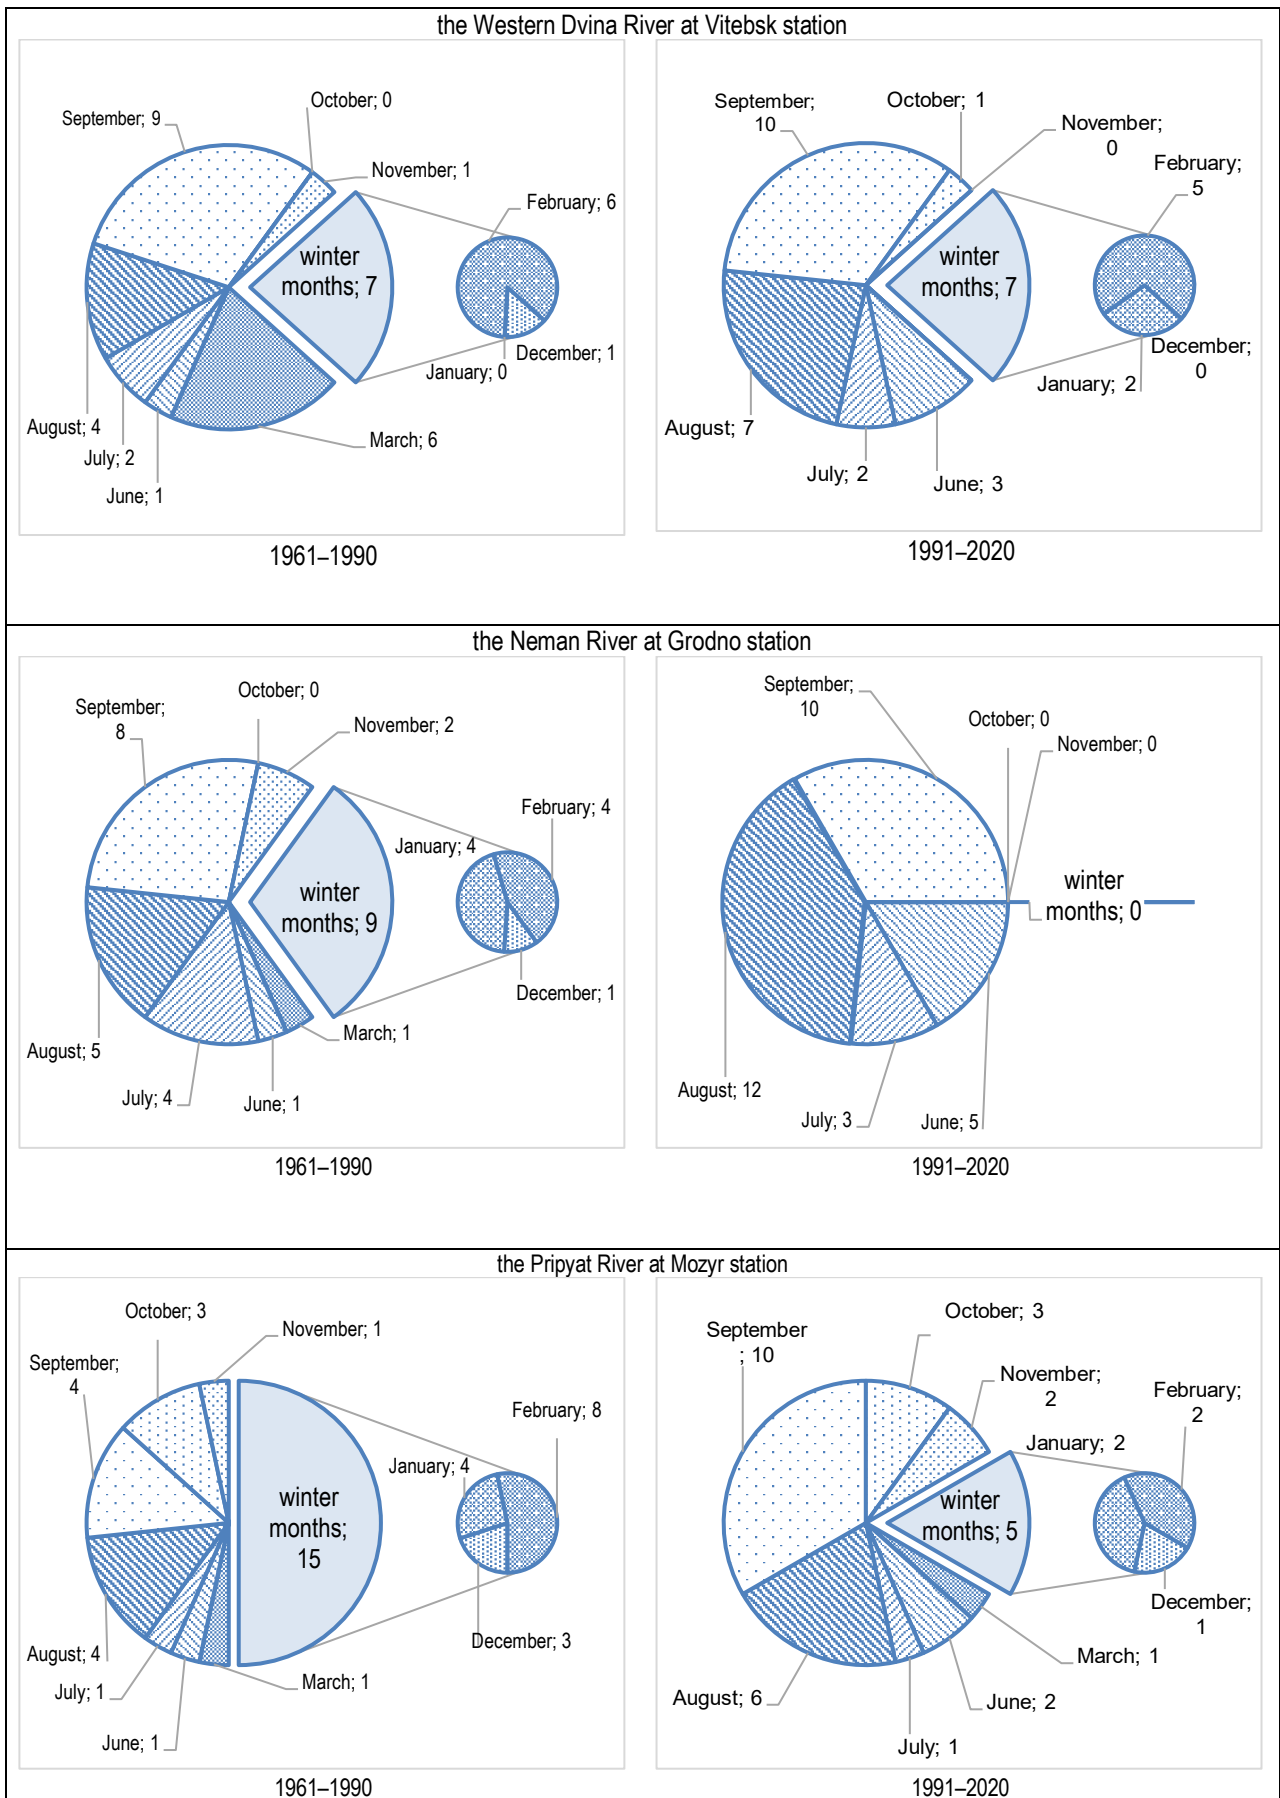 the Western Dvina River at Vitebsk station
October; 0
September; 9
November; 1
February; 6
winter
months; 7
December; 1
January; 0
March; 6
August; 4
July; 2
June; 1
1961–1990
September;
10
October; 1
November;
0
February;
5
winter
months; 7
December;
0
January; 2
August; 7
July; 2
June; 3
1991–2020
the Neman River at Grodno station
October; 0
September;
8
November; 2
February; 4
January; 4
winter
months; 9
December; 1
March; 1
August; 5
July; 4
June; 1
1961–1990
September;
10
October; 0
November; 0
winter
months; 0
August; 12
July; 3
June; 5
1991–2020
the Pripyat River at Mozyr station
October; 3
November; 1
September;
4
February; 8
January; 4
winter
months;
15
December; 3
August; 4
March; 1
July; 1
June; 1
1961–1990
October; 3
September
; 10
November;
2
February;
2
January; 2
winter
months; 5
December;
1
March; 1
August; 6
June; 2
July; 1
1991–2020